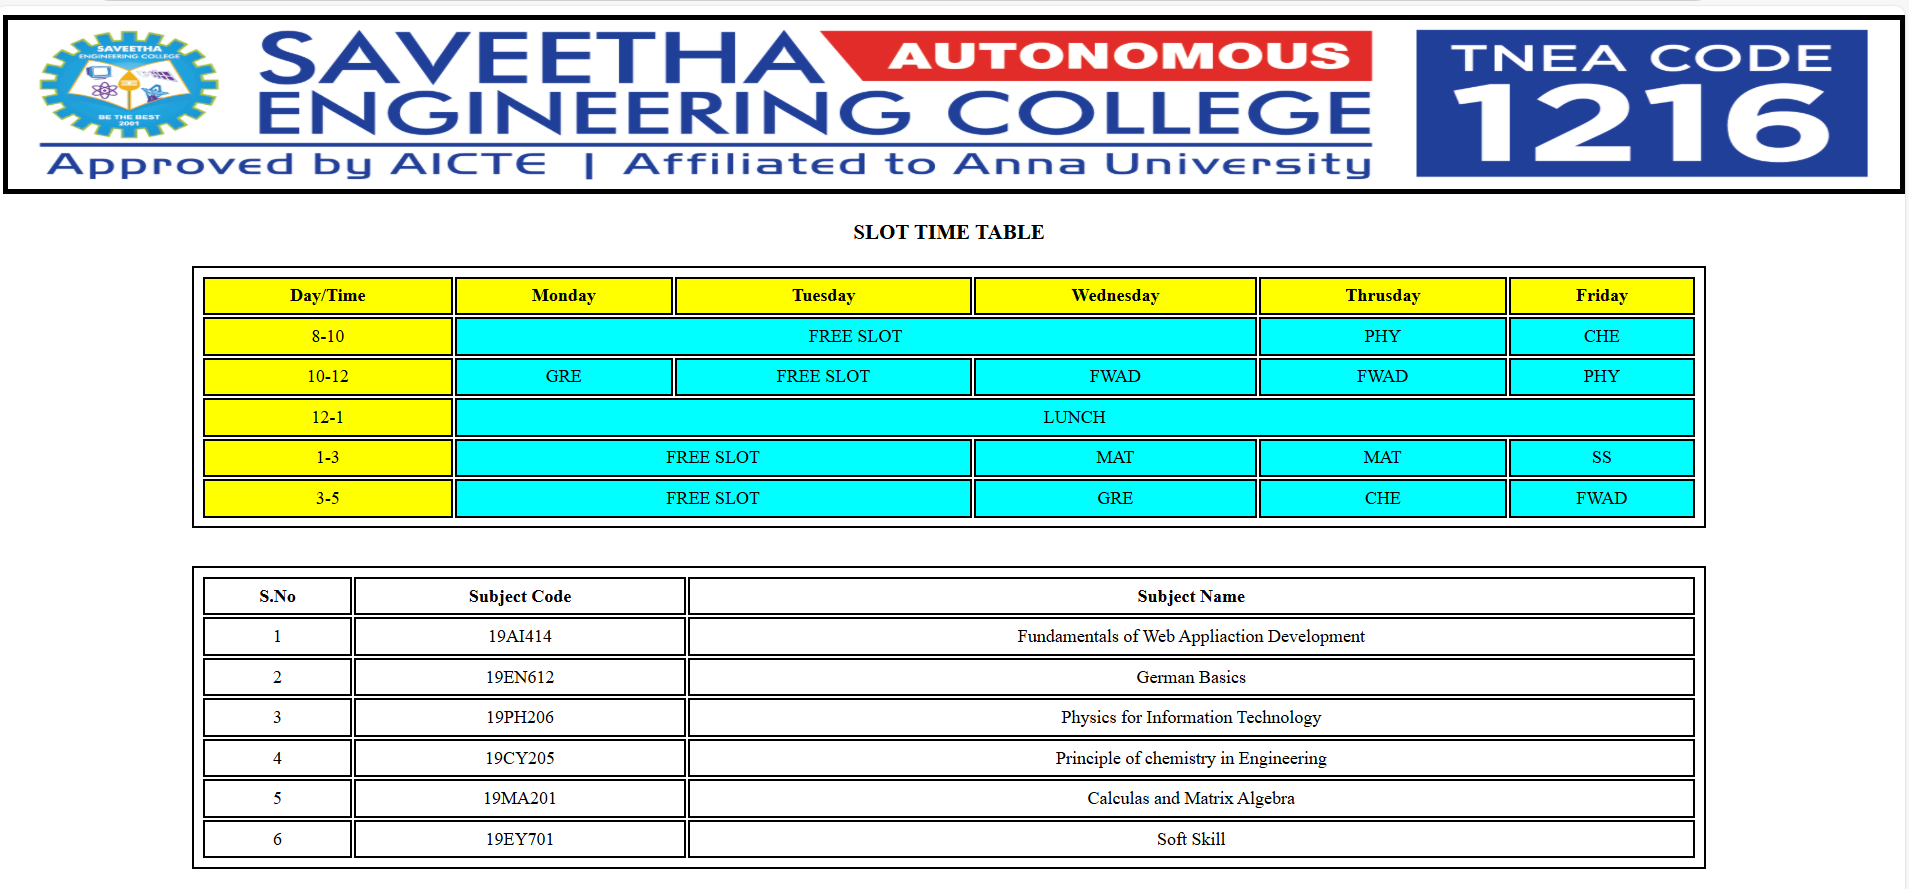 SAVEETHA
ENGINEERING COLLEGE
BE THE BEST
2001
SAVEETHA AUTONOMOUS
ENGINEERING COLLEGE
Approved by AICTE | Affiliated to Anna University
TNEA CODE
1216
SLOT TIME TABLE
Day/Time Monday Tuesday Wednesday Thrusday Friday
8-10 FREE SLOT PHY CHE
10-12 GRE FREE SLOT FWAD FWAD PHY
12-1 LUNCH
1-3 FREE SLOT MAT MAT SS
3-5 FREE SLOT GRE CHE FWAD
S.No Subject Code Subject Name
1 19AI414 Fundamentals of Web Appliaction Development
2 19EN612 German Basics
3 19PH206 Physics for Information Technology
4 19CY205 Principle of chemistry in Engineering
5 19MA201 Calculas and Matrix Algebra
6 19EY701 Soft Skill